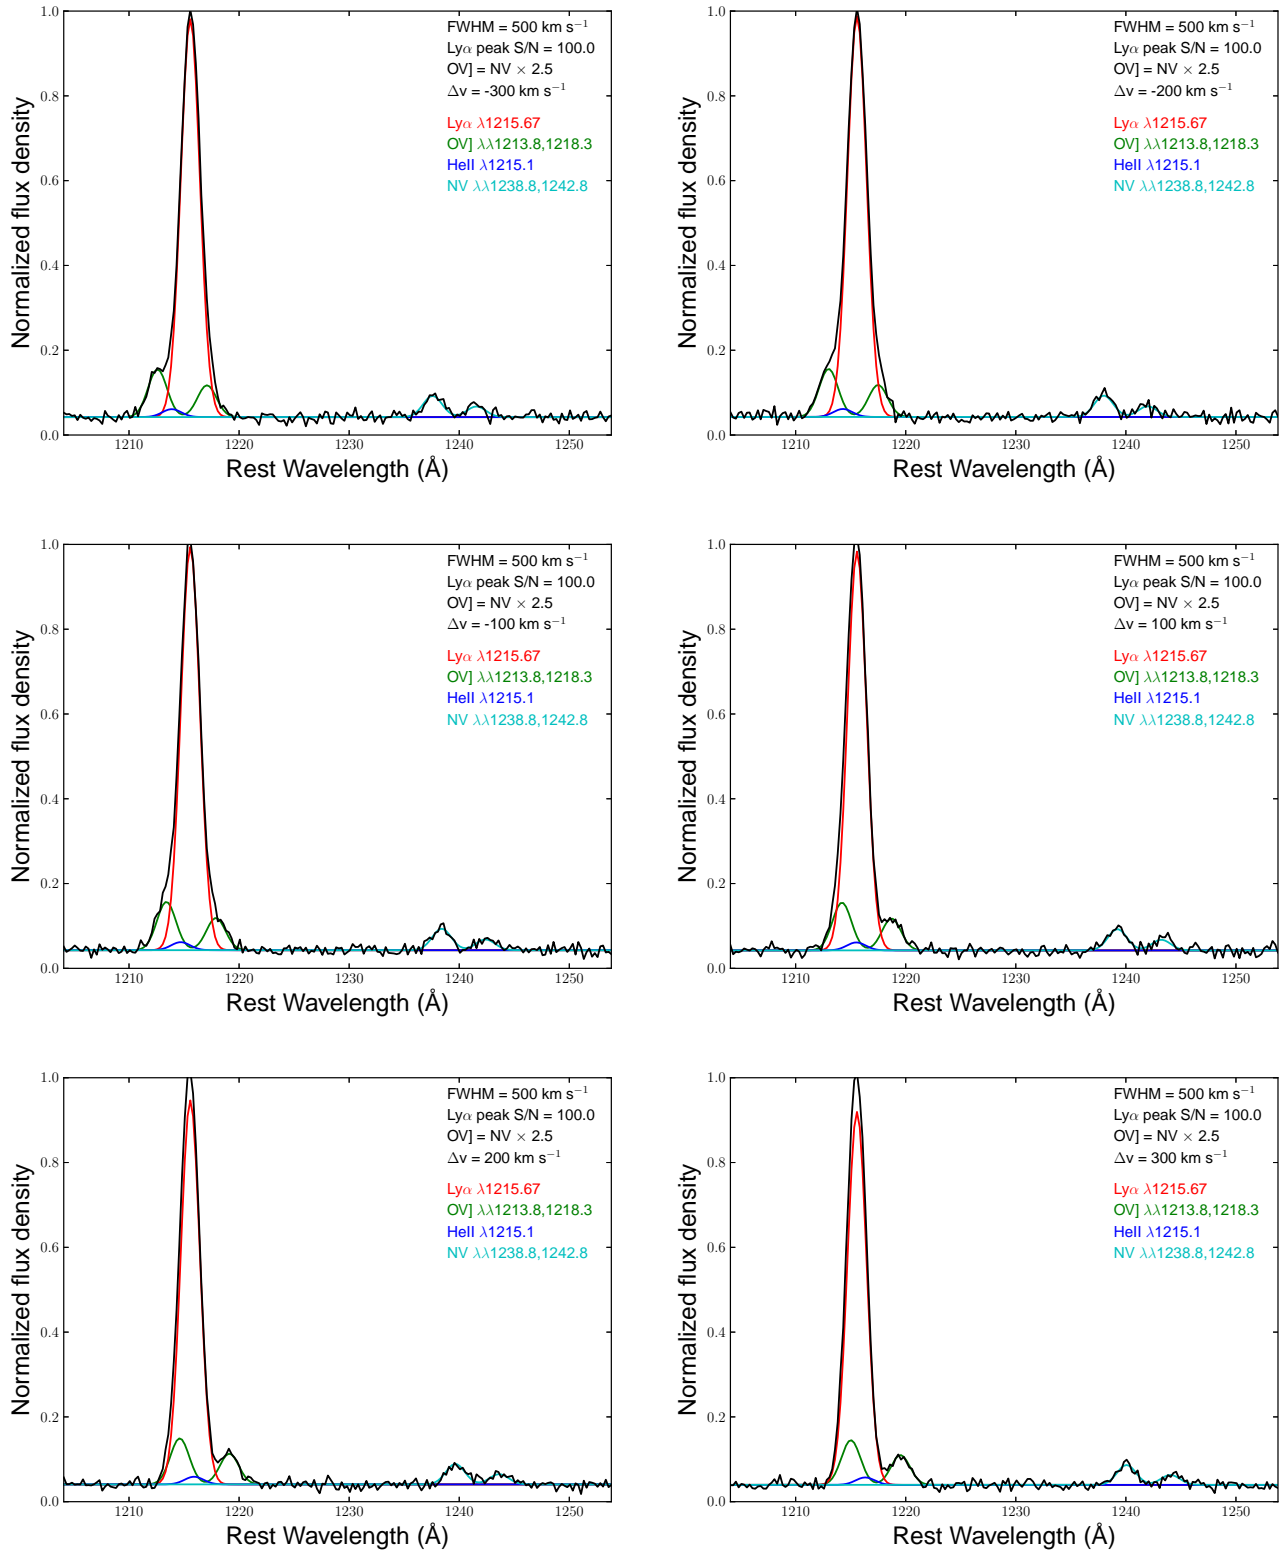 FWHM = 500 km s⁻¹
Lyα peak S/N = 100.0
OV] = NV × 2.5
Δv = -300 km s⁻¹
Lyα λ1215.67
OV] λλ1213.8,1218.3
HeII λ1215.1
NV λλ1238.8,1242.8
1.0
0.8
0.6
0.4
0.2
0.0
Normalized flux density
1210 1220 1230 1240 1250
Rest Wavelength (Å)
FWHM = 500 km s⁻¹
Lyα peak S/N = 100.0
OV] = NV × 2.5
Δv = -200 km s⁻¹
Lyα λ1215.67
OV] λλ1213.8,1218.3
HeII λ1215.1
NV λλ1238.8,1242.8
1.0
0.8
0.6
0.4
0.2
0.0
Normalized flux density
1210 1220 1230 1240 1250
Rest Wavelength (Å)
FWHM = 500 km s⁻¹
Lyα peak S/N = 100.0
OV] = NV × 2.5
Δv = -100 km s⁻¹
Lyα λ1215.67
OV] λλ1213.8,1218.3
HeII λ1215.1
NV λλ1238.8,1242.8
1.0
0.8
0.6
0.4
0.2
0.0
Normalized flux density
1210 1220 1230 1240 1250
Rest Wavelength (Å)
FWHM = 500 km s⁻¹
Lyα peak S/N = 100.0
OV] = NV × 2.5
Δv = 100 km s⁻¹
Lyα λ1215.67
OV] λλ1213.8,1218.3
HeII λ1215.1
NV λλ1238.8,1242.8
1.0
0.8
0.6
0.4
0.2
0.0
Normalized flux density
1210 1220 1230 1240 1250
Rest Wavelength (Å)
FWHM = 500 km s⁻¹
Lyα peak S/N = 100.0
OV] = NV × 2.5
Δv = 200 km s⁻¹
Lyα λ1215.67
OV] λλ1213.8,1218.3
HeII λ1215.1
NV λλ1238.8,1242.8
1.0
0.8
0.6
0.4
0.2
0.0
Normalized flux density
1210 1220 1230 1240 1250
Rest Wavelength (Å)
FWHM = 500 km s⁻¹
Lyα peak S/N = 100.0
OV] = NV × 2.5
Δv = 300 km s⁻¹
Lyα λ1215.67
OV] λλ1213.8,1218.3
HeII λ1215.1
NV λλ1238.8,1242.8
1.0
0.8
0.6
0.4
0.2
0.0
Normalized flux density
1210 1220 1230 1240 1250
Rest Wavelength (Å)